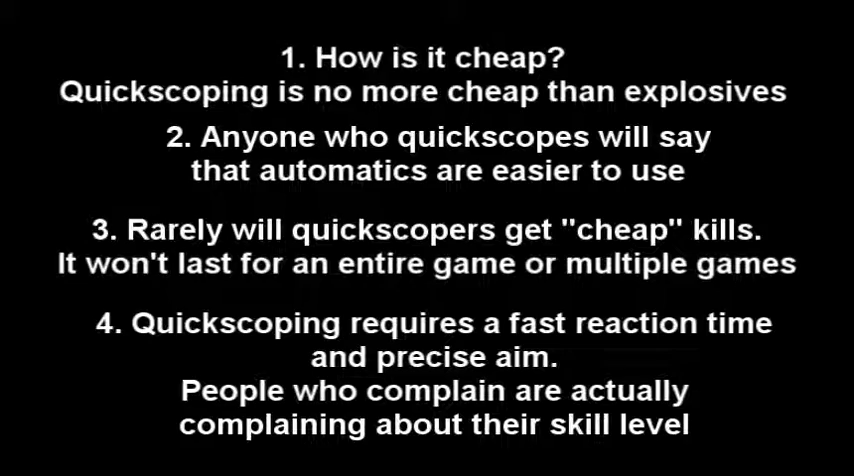 1. How is it cheap?
Quickscoping is no more cheap than explosives
2. Anyone who quickscopes will say
that automatics are easier to use
3. Rarely will quickscopers get "cheap" kills.
It won't last for an entire game or multiple games
4. Quickscoping requires a fast reaction time
and precise aim.
People who complain are actually
complaining about their skill level